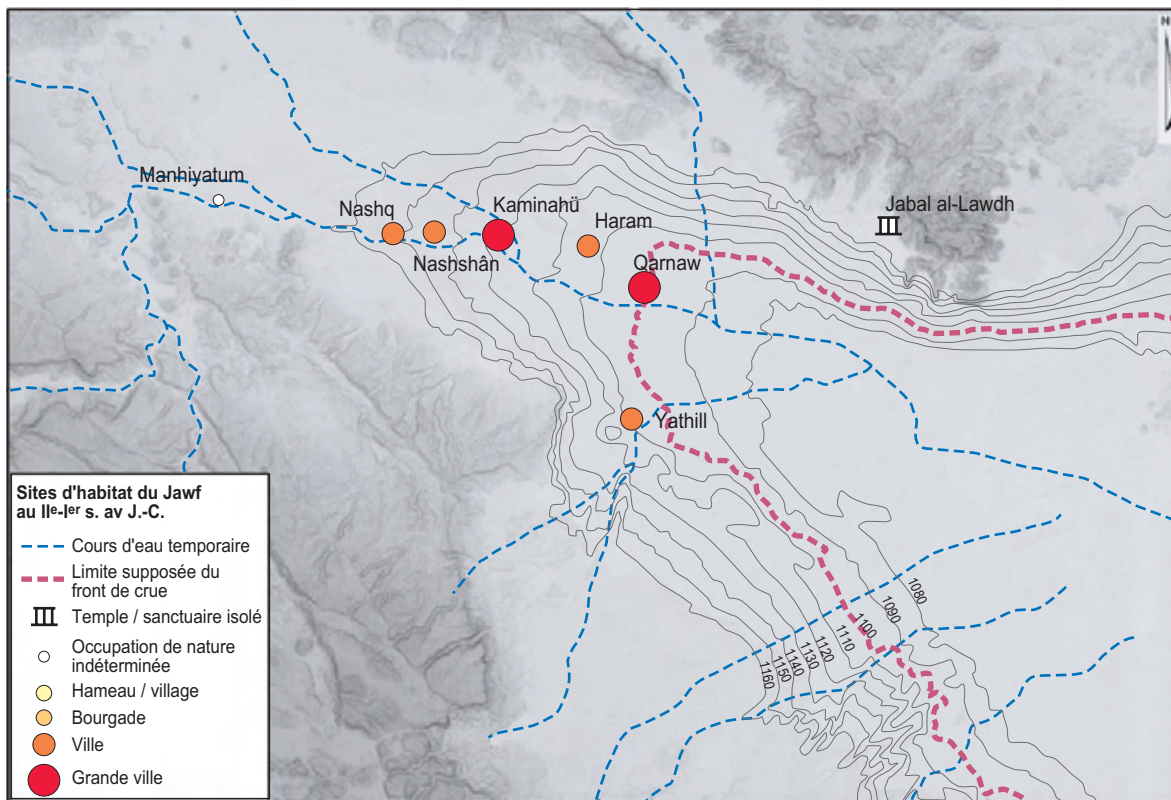 N
Manhiyatum
Nashq
Nashshân
Kaminahü
Haram
Qarnaw
Jabal al-Lawdh
Yathill
1080
1090
1100
1110
1120
1130
1140
1150
1160
Sites d'habitat du Jawf
au IIe-Ier s. av J.-C.
Cours d'eau temporaire
Limite supposée du
front de crue
Temple / sanctuaire isolé
Occupation de nature
indéterminée
Hameau / village
Bourgade
Ville
Grande ville